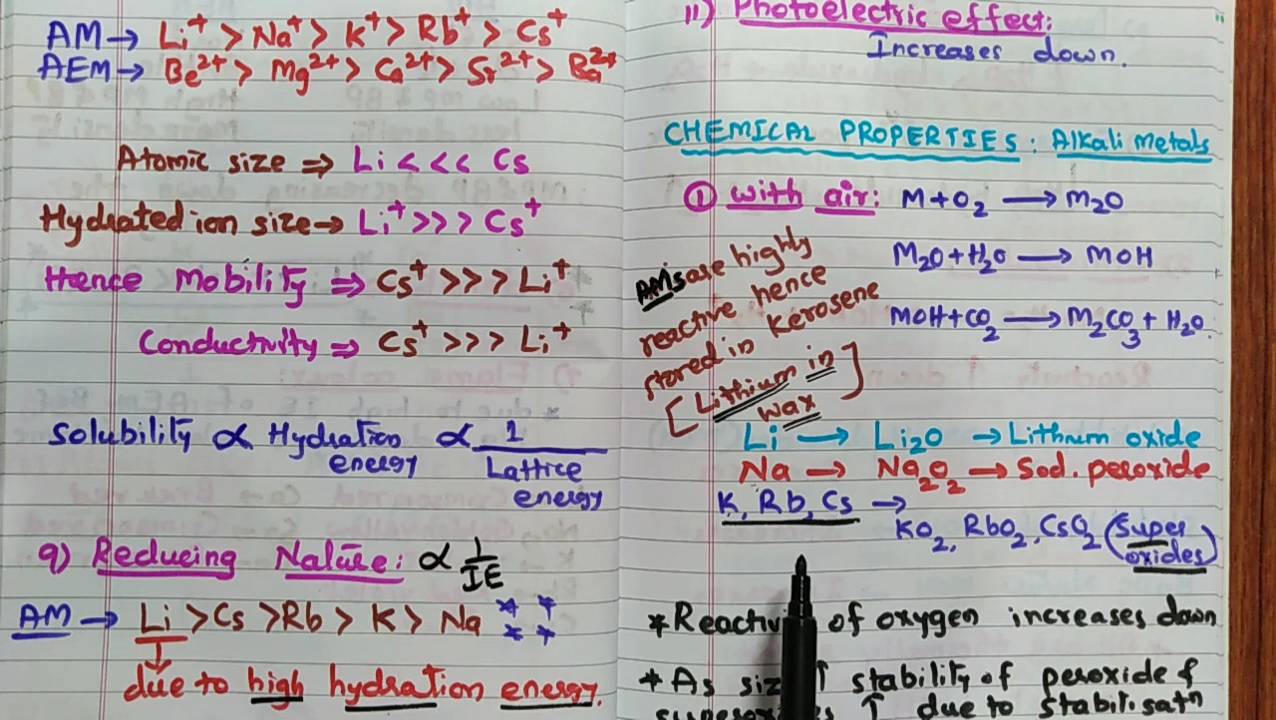 AM → Li⁺ > Na⁺ > K⁺ > Rb⁺ > Cs⁺
AEM → Be²⁺ > Mg²⁺ > Ca²⁺ > Sr²⁺ > Ba²⁺
Atomic size ⇒ Li <<< Cs
Hydrated ion size → Li⁺ >>> Cs⁺
Hence Mobility ⇒ Cs⁺ >>> Li⁺
Conductivity ⇒ Cs⁺ >>> Li⁺
Solubility ∝ Hydration energy ∝ 1/Lattice energy
9) Reducing Nature: ∝ 1/IE
AM → Li > Cs > Rb > K > Na ****
↓
due to high hydration energy.
11) Photoelectric effect:
Increases down.
CHEMICAL PROPERTIES: Alkali metals
① with air: M + O₂ → M₂O
M₂O + H₂O → MOH
MOH + CO₂ → M₂CO₃ + H₂O.
AMs are highly
reactive hence
stored in kerosene
[Lithium in
wax]
Li → Li₂O → Lithium oxide
Na → Na₂O₂ → Sod. peroxide
K, Rb, Cs →
KO₂, RbO₂, CsO₂ (Super
oxides)
*of oxygen increases down
*As stability of peroxide &
↑ due to stabilisatⁿ